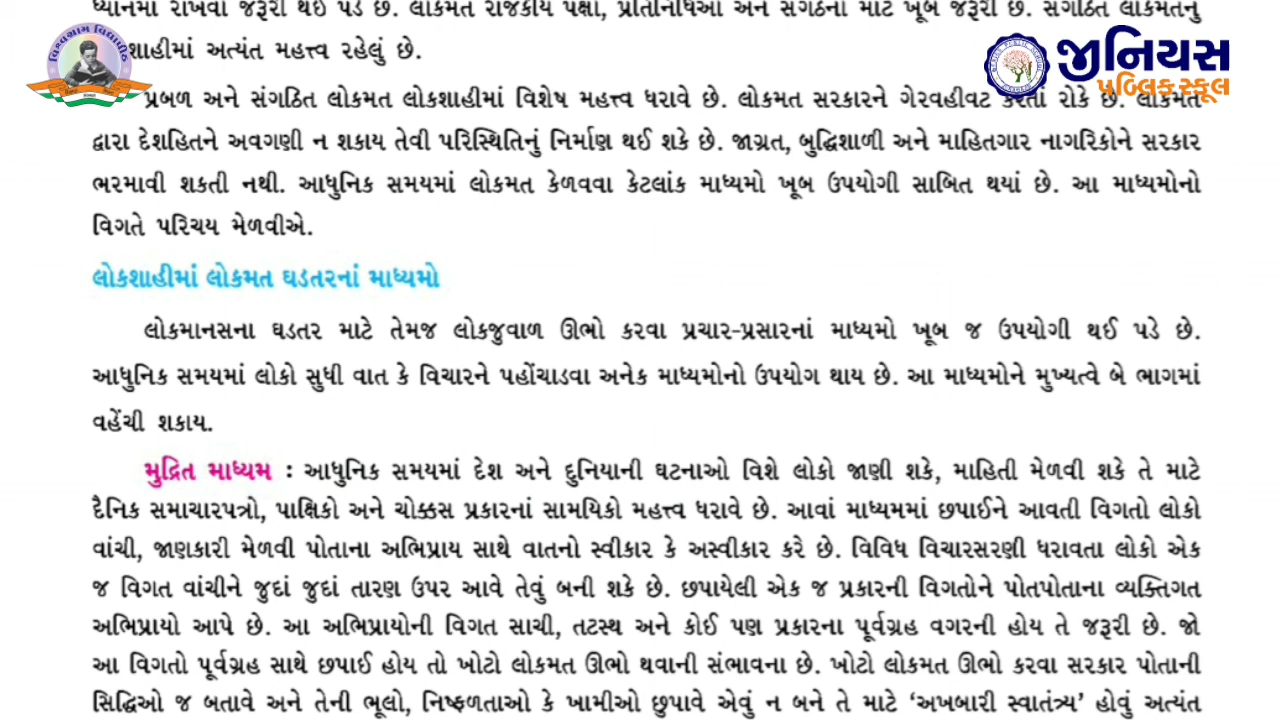 ધ્યાનમાં રાખવા જરૂરી થઈ પડે છે. લોકમત રાજકીય પક્ષો, પ્રતિનિધિઓ અને સંગઠનો માટે ખૂબ જરૂરી છે. સંગઠિત લોકમતનું
શાહીમાં અત્યંત મહત્ત્વ રહેલું છે.
વિશ્વગ્રામ વિદ્યાપીઠ
જીનિયસ
પબ્લિક સ્કૂલ
પ્રબળ અને સંગઠિત લોકમત લોકશાહીમાં વિશેષ મહત્ત્વ ધરાવે છે. લોકમત સરકારને ગેરવહીવટ કરતાં રોકે છે. લોકમત
દ્વારા દેશહિતને અવગણી ન શકાય તેવી પરિસ્થિતિનું નિર્માણ થઈ શકે છે. જાગ્રત, બુદ્ધિશાળી અને માહિતગાર નાગરિકોને સરકાર
ભરમાવી શકતી નથી. આધુનિક સમયમાં લોકમત કેળવવા કેટલાંક માધ્યમો ખૂબ ઉપયોગી સાબિત થયાં છે. આ માધ્યમોનો
વિગતે પરિચય મેળવીએ.
લોકશાહીમાં લોકમત ઘડતરનાં માધ્યમો
લોકમાનસના ઘડતર માટે તેમજ લોકજુવાળ ઊભો કરવા પ્રચાર-પ્રસારનાં માધ્યમો ખૂબ જ ઉપયોગી થઈ પડે છે.
આધુનિક સમયમાં લોકો સુધી વાત કે વિચારને પહોંચાડવા અનેક માધ્યમોનો ઉપયોગ થાય છે. આ માધ્યમોને મુખ્યત્વે બે ભાગમાં
વહેંચી શકાય.
મુદ્રિત માધ્યમ : આધુનિક સમયમાં દેશ અને દુનિયાની ઘટનાઓ વિશે લોકો જાણી શકે, માહિતી મેળવી શકે તે માટે
દૈનિક સમાચારપત્રો, પાક્ષિકો અને ચોક્કસ પ્રકારનાં સામયિકો મહત્ત્વ ધરાવે છે. આવાં માધ્યમમાં છપાઈને આવતી વિગતો લોકો
વાંચી, જાણકારી મેળવી પોતાના અભિપ્રાય સાથે વાતનો સ્વીકાર કે અસ્વીકાર કરે છે. વિવિધ વિચારસરણી ધરાવતા લોકો એક
જ વિગત વાંચીને જુદાં જુદાં તારણ ઉપર આવે તેવું બની શકે છે. છપાયેલી એક જ પ્રકારની વિગતોને પોતપોતાના વ્યક્તિગત
અભિપ્રાયો આપે છે. આ અભિપ્રાયોની વિગત સાચી, તટસ્થ અને કોઈ પણ પ્રકારના પૂર્વગ્રહ વગરની હોય તે જરૂરી છે. જો
આ વિગતો પૂર્વગ્રહ સાથે છપાઈ હોય તો ખોટો લોકમત ઊભો થવાની સંભાવના છે. ખોટો લોકમત ઊભો કરવા સરકાર પોતાની
સિદ્ધિઓ જ બતાવે અને તેની ભૂલો, નિષ્ફળતાઓ કે ખામીઓ છુપાવે એવું ન બને તે માટે ‘અખબારી સ્વાતંત્ર્ય’ હોવું અત્યંત